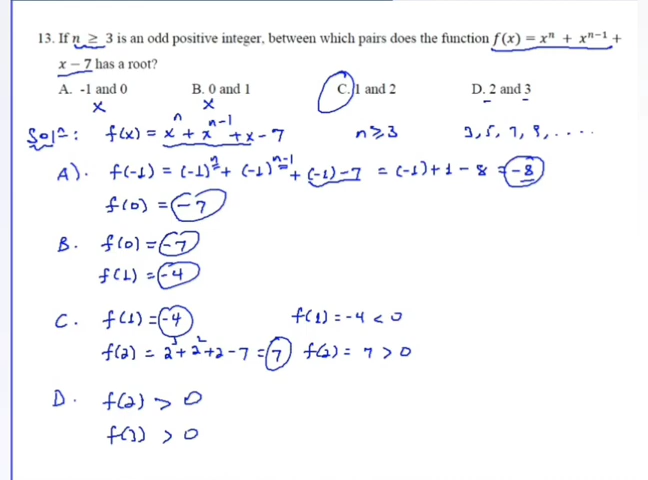 13. If n ≥ 3 is an odd positive integer, between which pairs does the function f(x) = xⁿ + xⁿ⁻¹ +
x − 7 has a root?
A. -1 and 0 B. 0 and 1 C. 1 and 2 D. 2 and 3
x x
Solⁿ: f(x) = xⁿ + xⁿ⁻¹ + x - 7 n ≥ 3 3, 5, 7, 9, ....
A). f(-1) = (-1)ⁿ + (-1)ⁿ⁻¹ + (-1) - 7 = (-1) + 1 - 8 = -8
f(0) = -7
B. f(0) = -7
f(1) = -4
C. f(1) = -4 f(1) = -4 < 0
f(2) = 2³ + 2² + 2 - 7 = 7 f(2) = 7 > 0
D. f(2) > 0
f(3) > 0